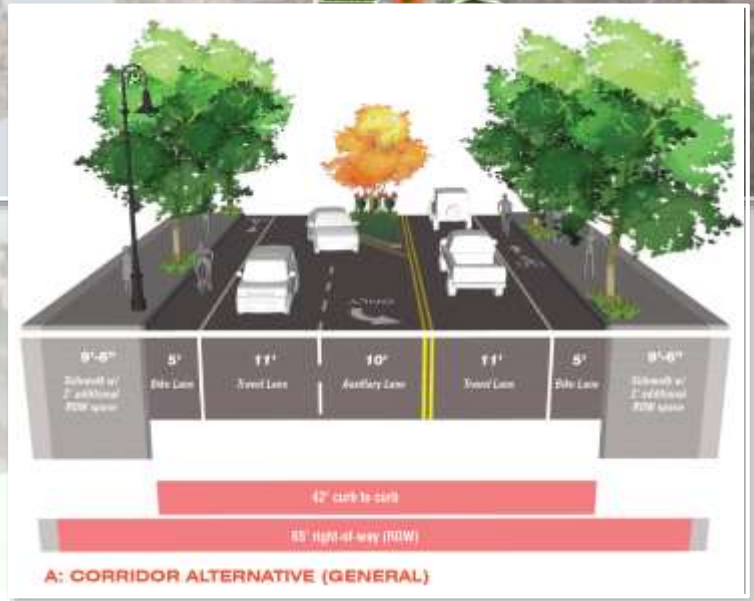 ONLY
9'-6"
5'
11'
10'
11'
5'
9'-6"
Sidewalk w/
2' additional
ROW space
Bike Lane
Travel Lane
Auxiliary Lane
Travel Lane
Bike Lane
Sidewalk w/
2' additional
ROW space
42' curb to curb
65' right-of-way (ROW)
A: CORRIDOR ALTERNATIVE (GENERAL)